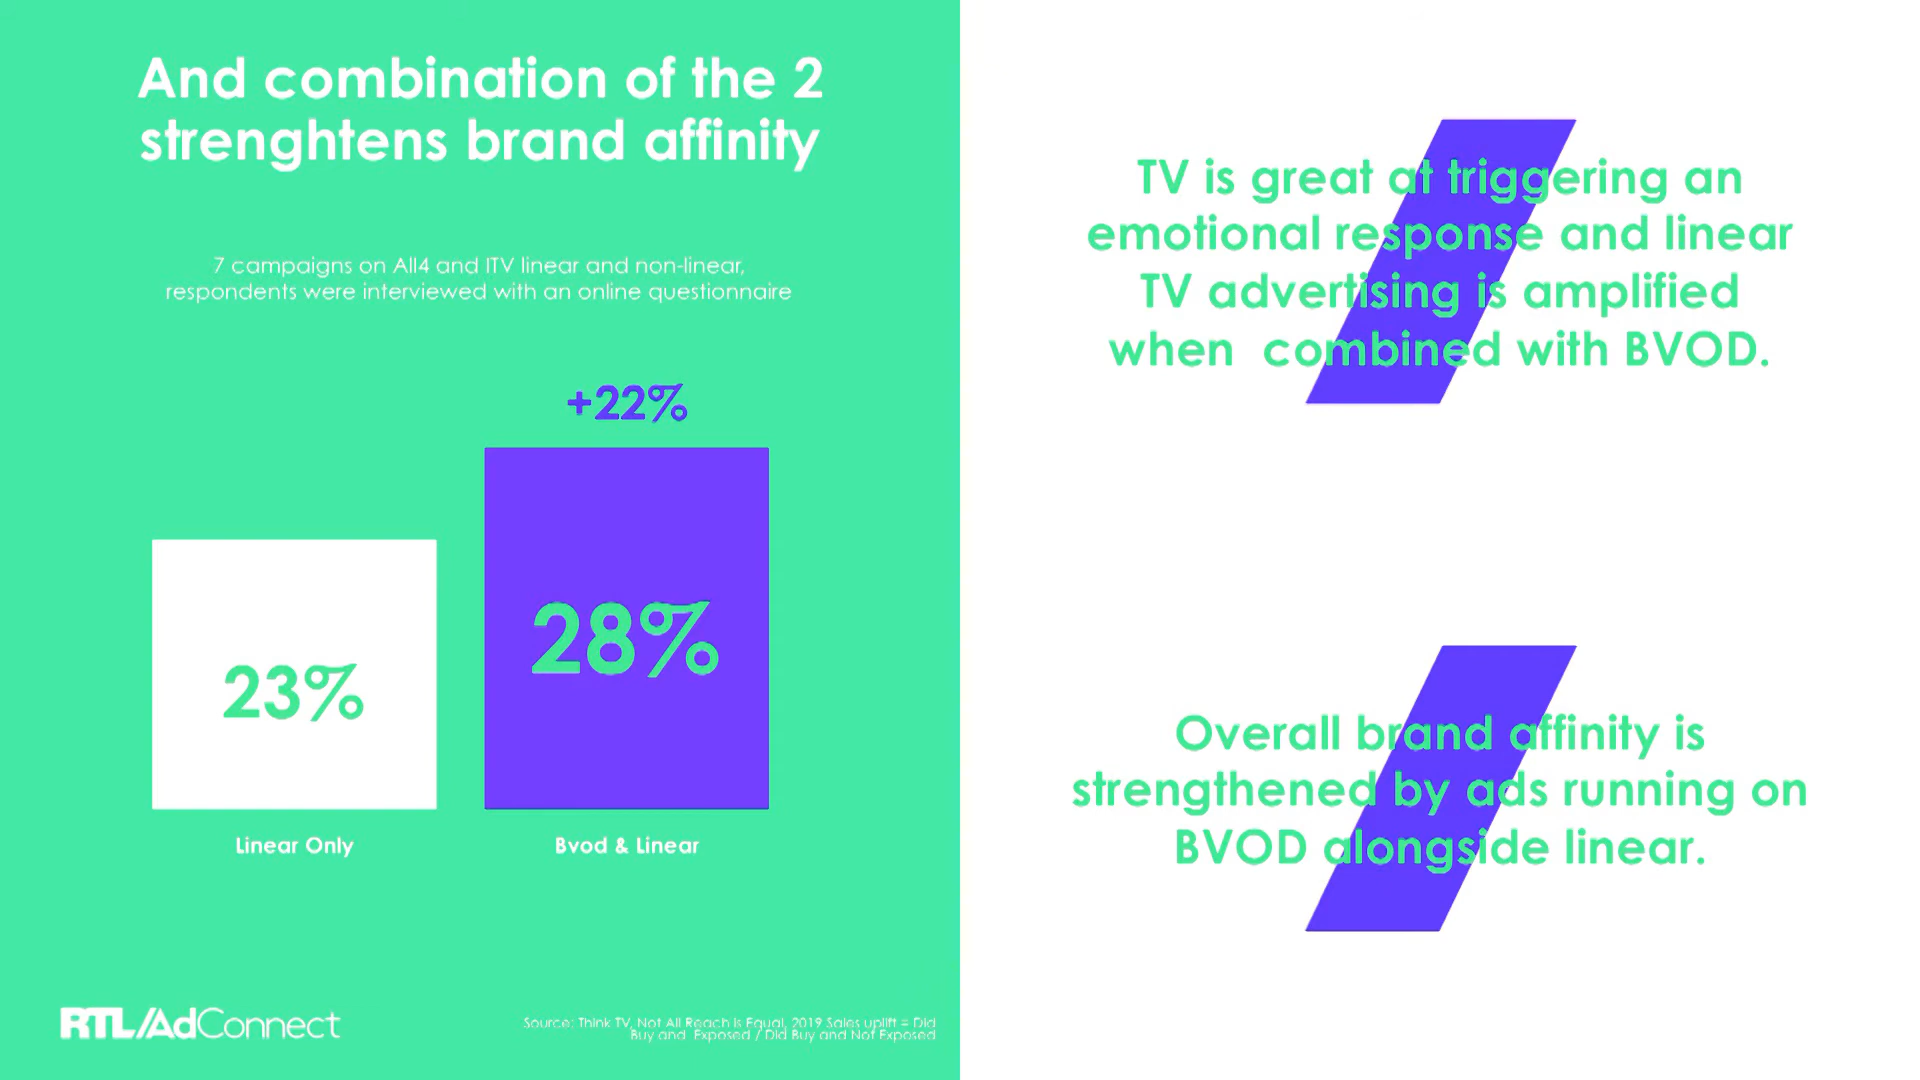 And combination of the 2
strenghtens brand affinity
7 campaigns on All4 and ITV linear and non-linear,
respondents were interviewed with an online questionnaire
+22%
28%
23%
Linear Only
Bvod & Linear
RTL/AdConnect
Source: Think TV, Not All Reach Is Equal, 2019 Sales uplift = Did
Buy and Exposed / Did Buy and Not Exposed
TV is great at triggering an
emotional response and linear
TV advertising is amplified
when combined with BVOD.
Overall brand affinity is
strengthened by ads running on
BVOD alongside linear.